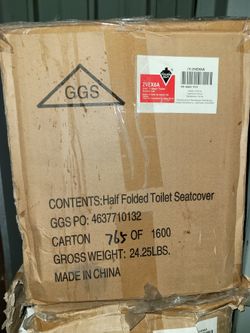 GGS
2VEX6A
CONTENTS: Half Folded Toilet Seatcover
GGS PO: 4637710132
CARTON 765 OF 1600
GROSS WEIGHT: 24.25LBS.
MADE IN CHINA